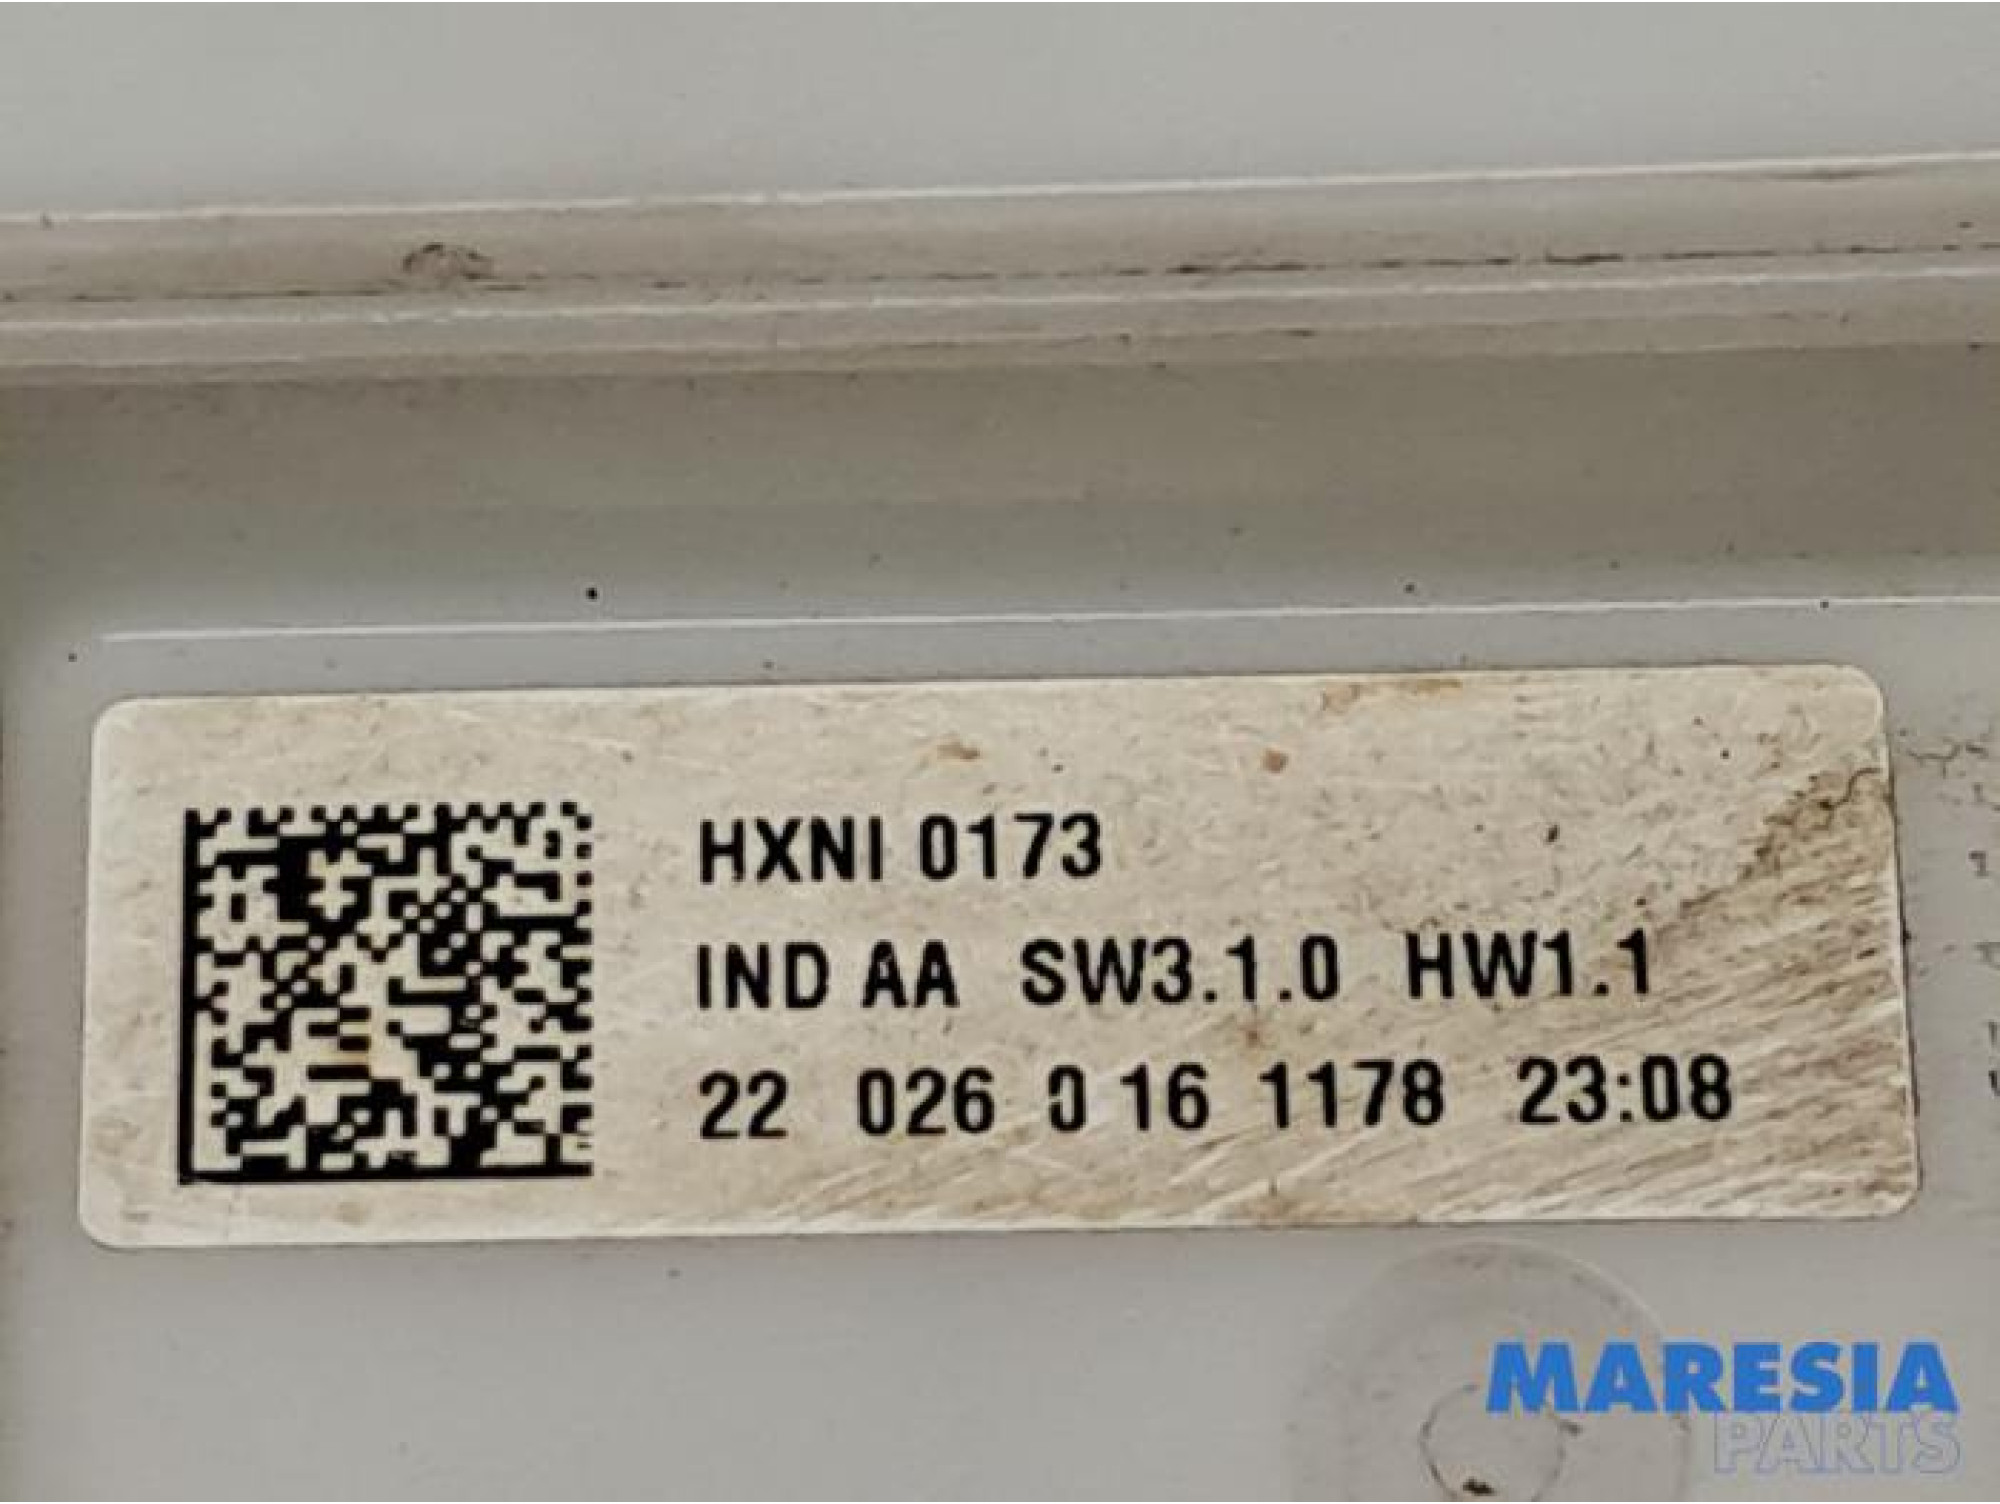 HXNI 0173
IND AA SW3.1.0 HW1.1
22 026 0 16 1178 23:08
MARESIA
PARTS